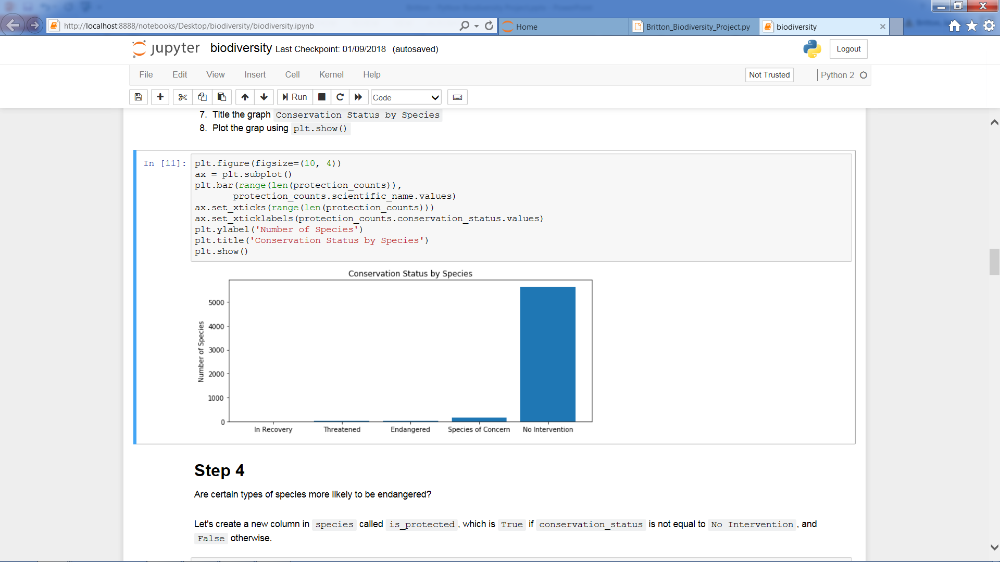 http://localhost:8888/notebooks/Desktop/biodiversity/biodiversity.ipynb
Home
Britton_Biodiversity_Project.py
biodiversity
jupyter biodiversity Last Checkpoint: 01/09/2018 (autosaved)
Logout
File Edit View Insert Cell Kernel Help
Not Trusted
Python 2
Run
Code
7. Title the graph Conservation Status by Species
8. Plot the grap using plt.show()
In [11]:
plt.figure(figsize=(10, 4))
ax = plt.subplot()
plt.bar(range(len(protection_counts)),
       protection_counts.scientific_name.values)
ax.set_xticks(range(len(protection_counts)))
ax.set_xticklabels(protection_counts.conservation_status.values)
plt.ylabel('Number of Species')
plt.title('Conservation Status by Species')
plt.show()
Conservation Status by Species
Number of Species
5000
4000
3000
2000
1000
0
In Recovery Threatened Endangered Species of Concern No Intervention
Step 4
Are certain types of species more likely to be endangered?
Let's create a new column in species called is_protected, which is True if conservation_status is not equal to No Intervention, and
False otherwise.